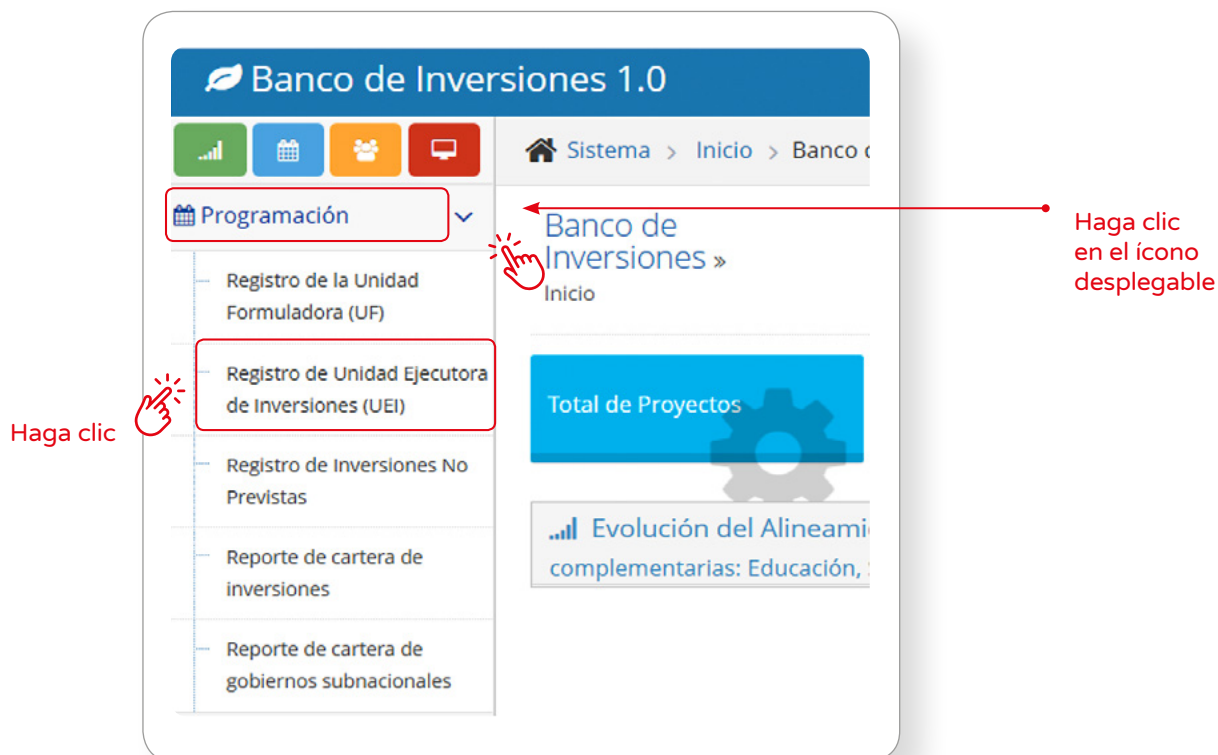 Banco de Inversiones 1.0
Sistema > Inicio > Banco
Programación
Registro de la Unidad
Formuladora (UF)
Registro de Unidad Ejecutora
de Inversiones (UEI)
Registro de Inversiones No
Previstas
Reporte de cartera de
inversiones
Reporte de cartera de
gobiernos subnacionales
Banco de
Inversiones »
Inicio
Total de Proyectos
Evolución del Alineami
complementarias: Educación,
Haga clic
Haga clic
en el ícono
desplegable